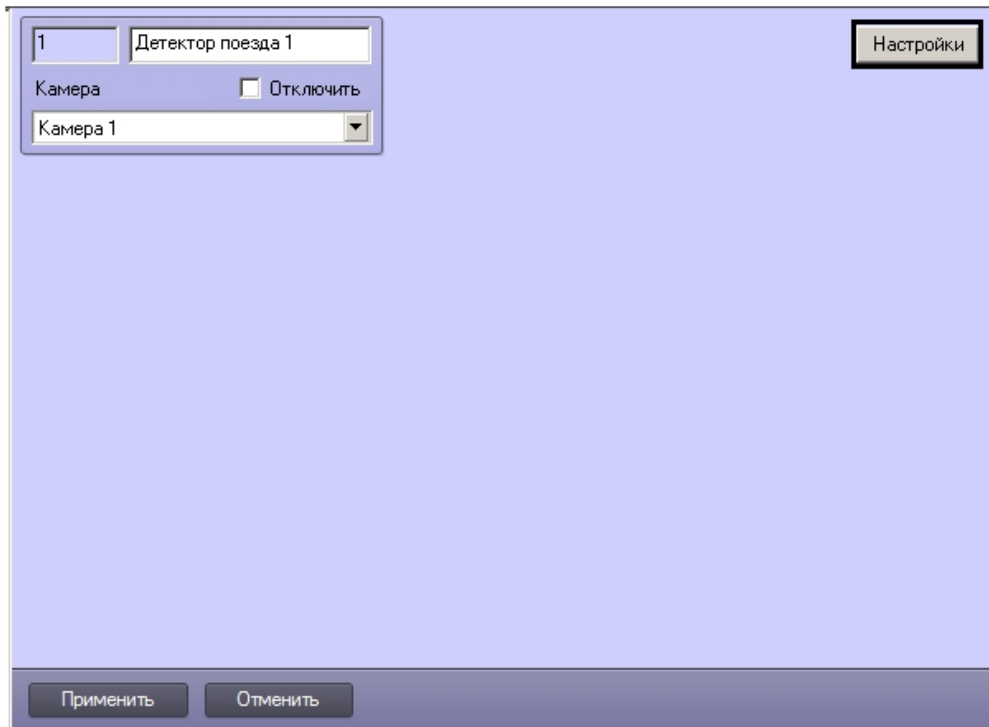 1 Детектор поезда 1
Настройки
Камера Отключить
Камера 1
Применить Отменить